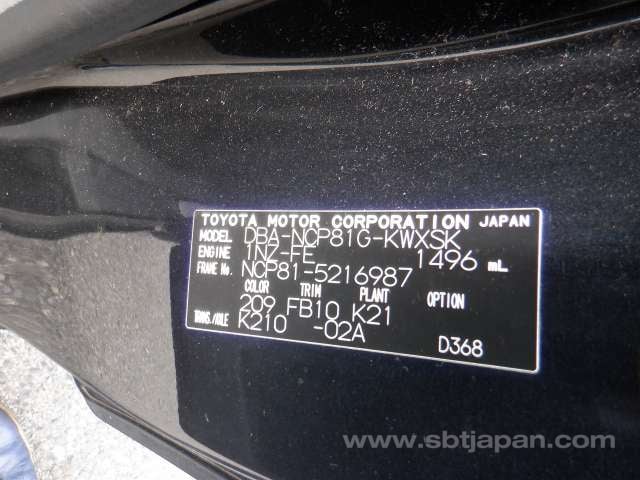 TOYOTA MOTOR CORPORATION JAPAN
MODEL DBA-NCP81G-KWXSK
ENGINE 1NZ-FE 1496 mL
FRAME No. NCP81-5216987
COLOR TRIM PLANT OPTION
209 FB10 K21
TRANS./AXLE K210 -02A
D368
www.sbtjapan.com